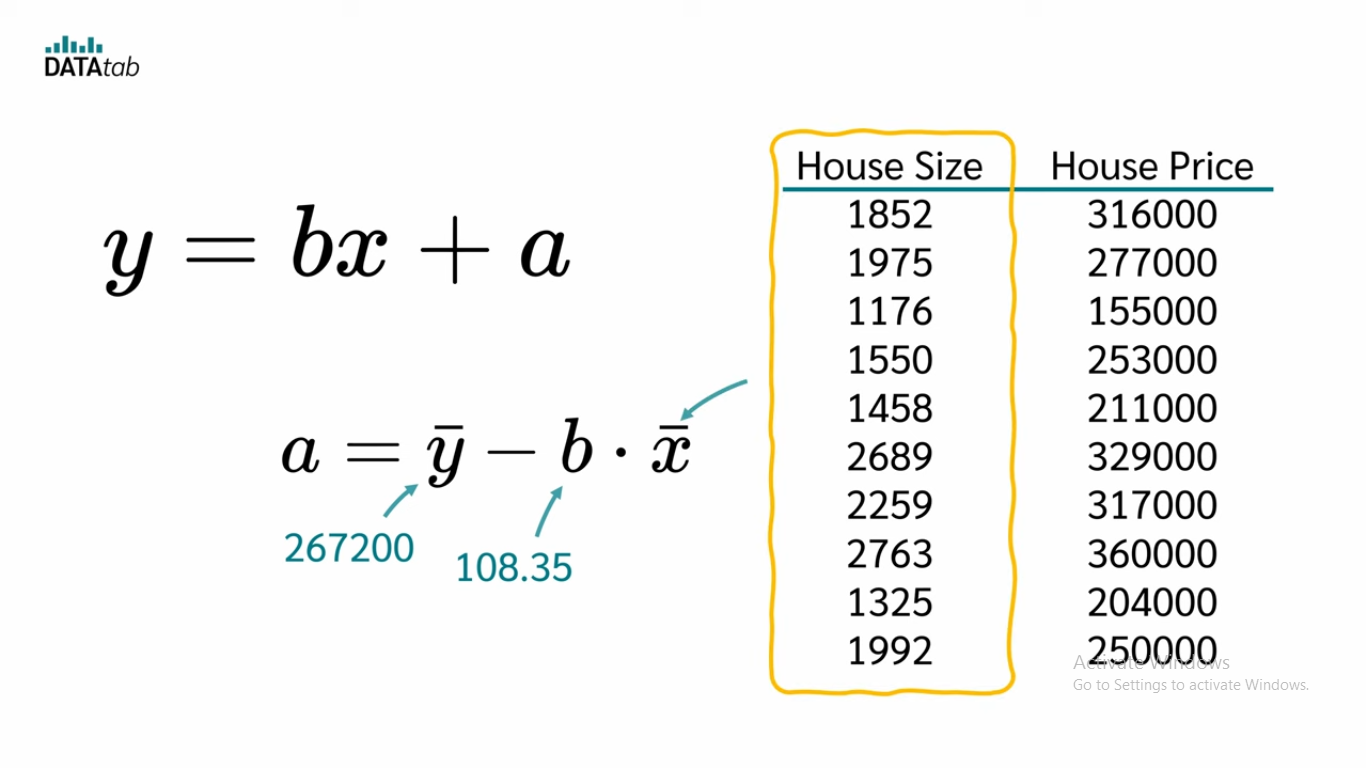 DATAtab
y = bx + a
a = ȳ − b · x̄
267200
108.35
House Size House Price
1852 316000
1975 277000
1176 155000
1550 253000
1458 211000
2689 329000
2259 317000
2763 360000
1325 204000
1992 250000
Activate Windows
Go to Settings to activate Windows.